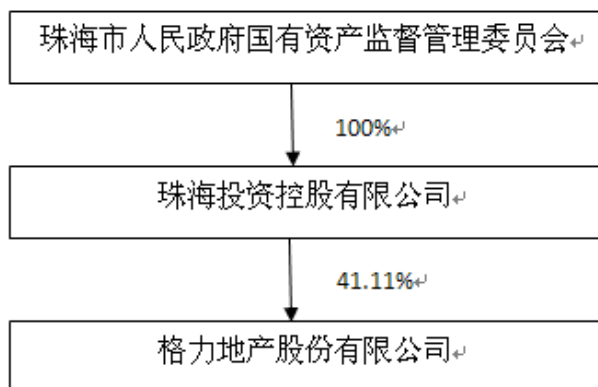 珠海市人民政府国有资产监督管理委员会↵
100%↵
珠海投资控股有限公司↵
41.11%↵
格力地产股份有限公司↵